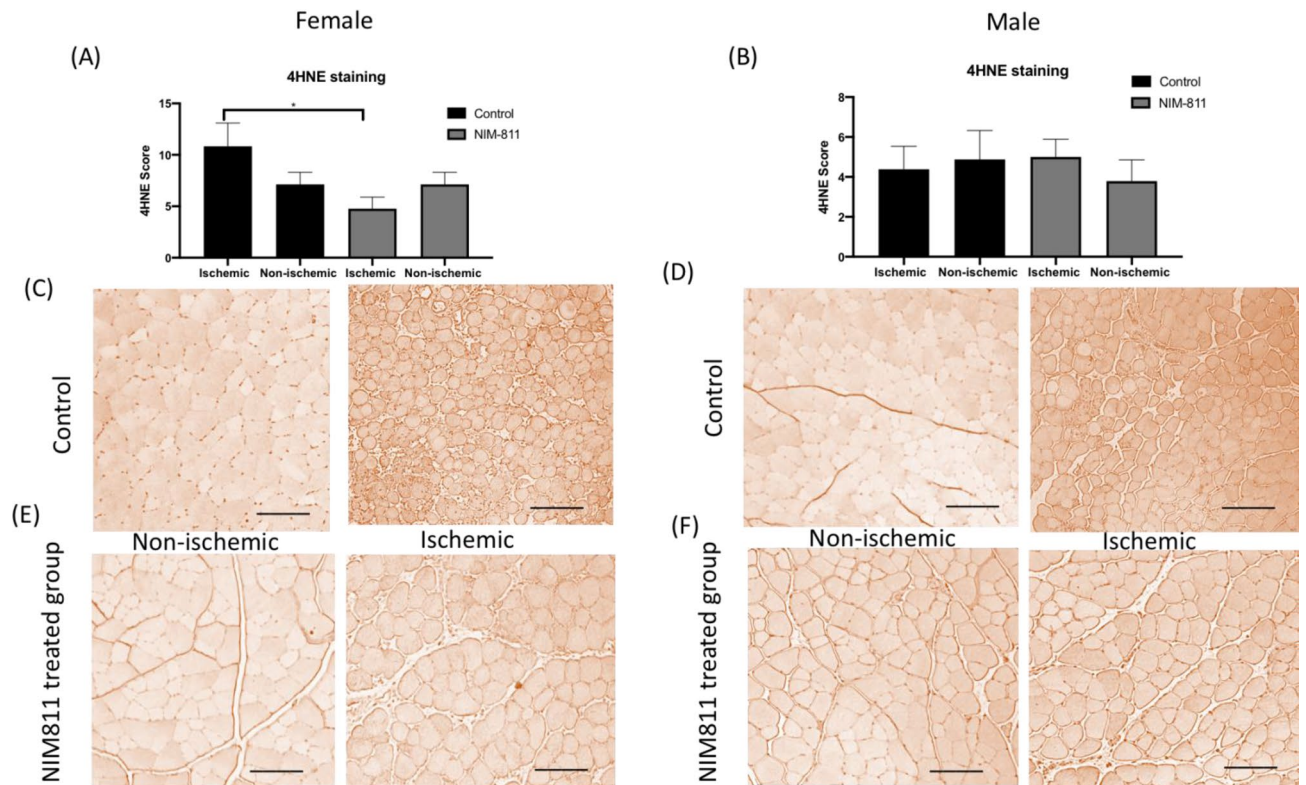 Female
Male
(A)
4HNE staining
15
10
5
0
4HNE Score
*
Control
NIM-811
Ischemic Non-ischemic Ischemic Non-ischemic
(B)
4HNE staining
8
6
4
2
0
4HNE Score
Control
NIM-811
Ischemic Non-ischemic Ischemic Non-ischemic
(C)
Control
(D)
Control
(E)
Non-ischemic Ischemic
NIM811 treated group
(F)
Non-ischemic Ischemic
NIM811 treated group